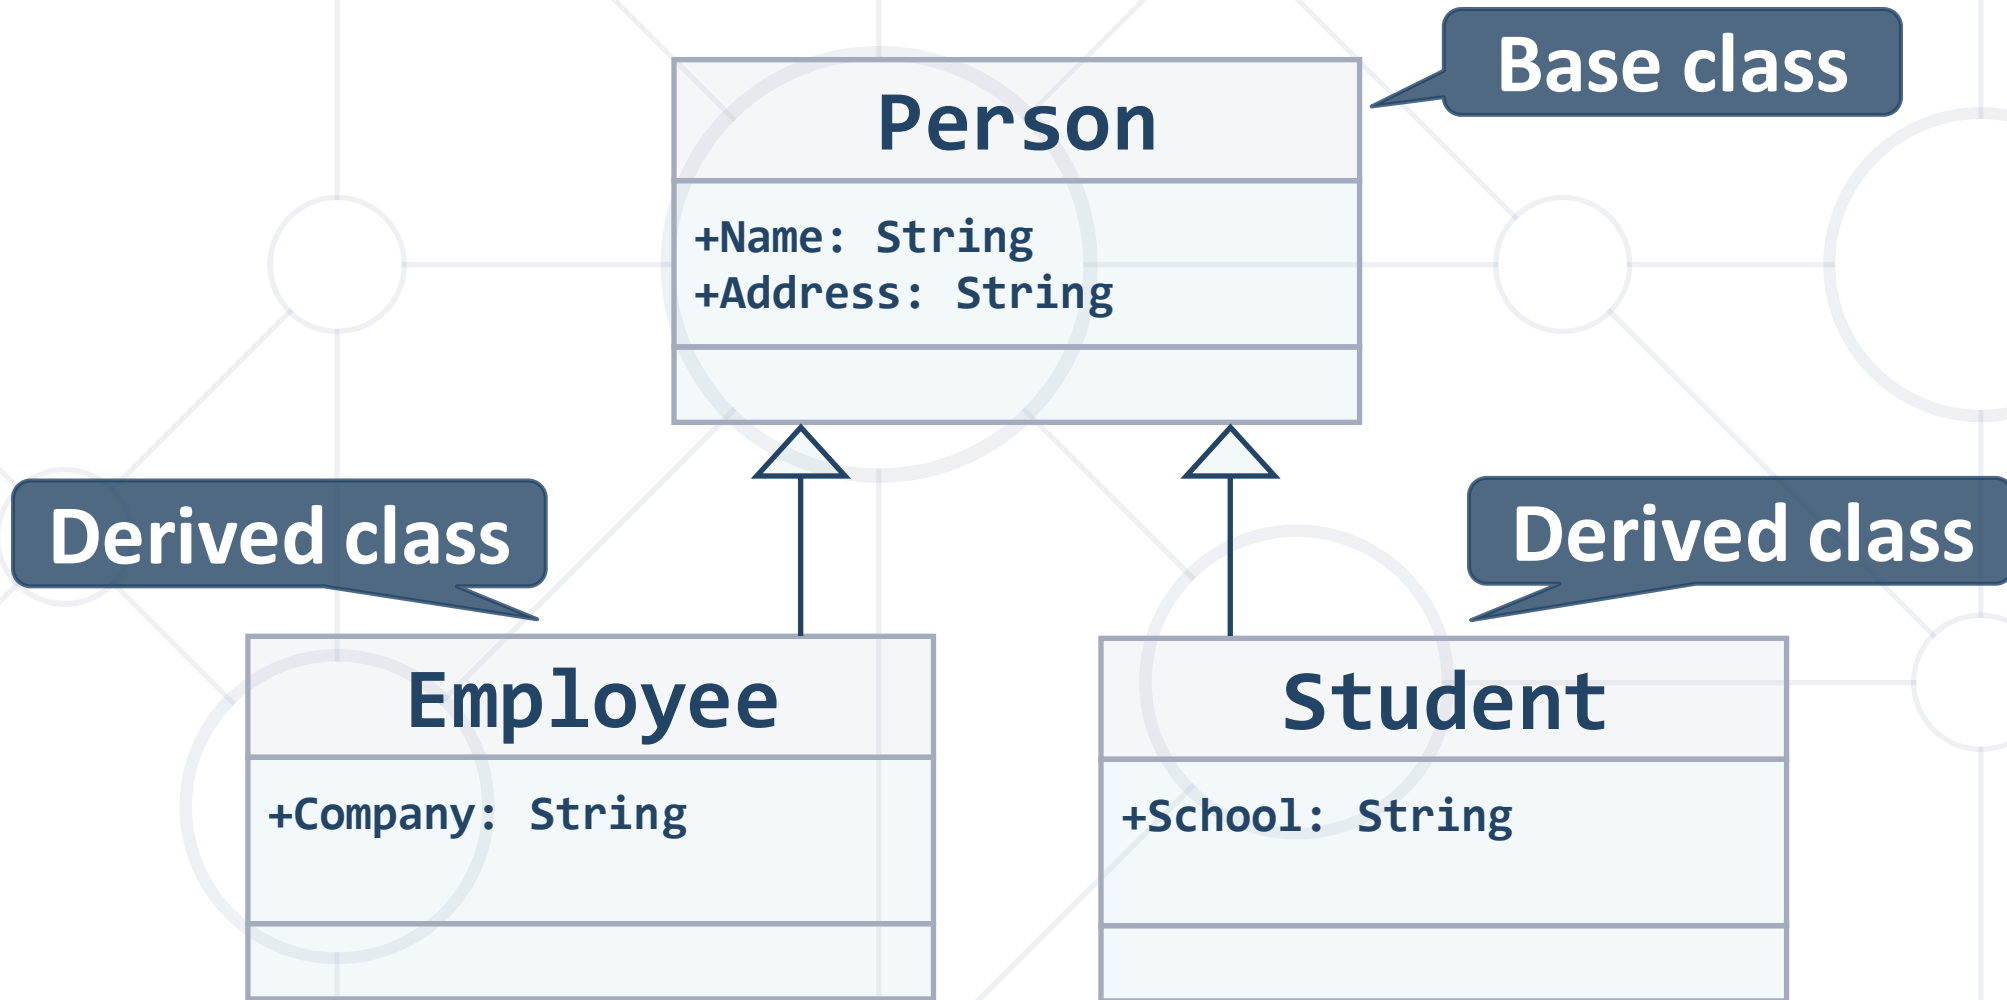 Base class
Person
+Name: String
+Address: String
Derived class
Derived class
Employee
+Company: String
Student
+School: String